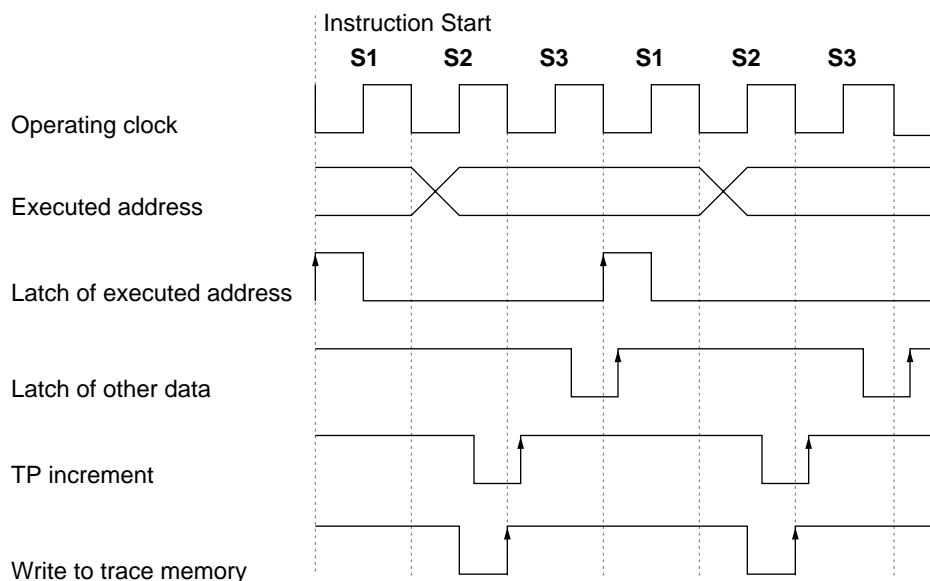 Instruction Start
S1 S2 S3 S1 S2 S3
Operating clock
Executed address
Latch of executed address
Latch of other data
TP increment
Write to trace memory